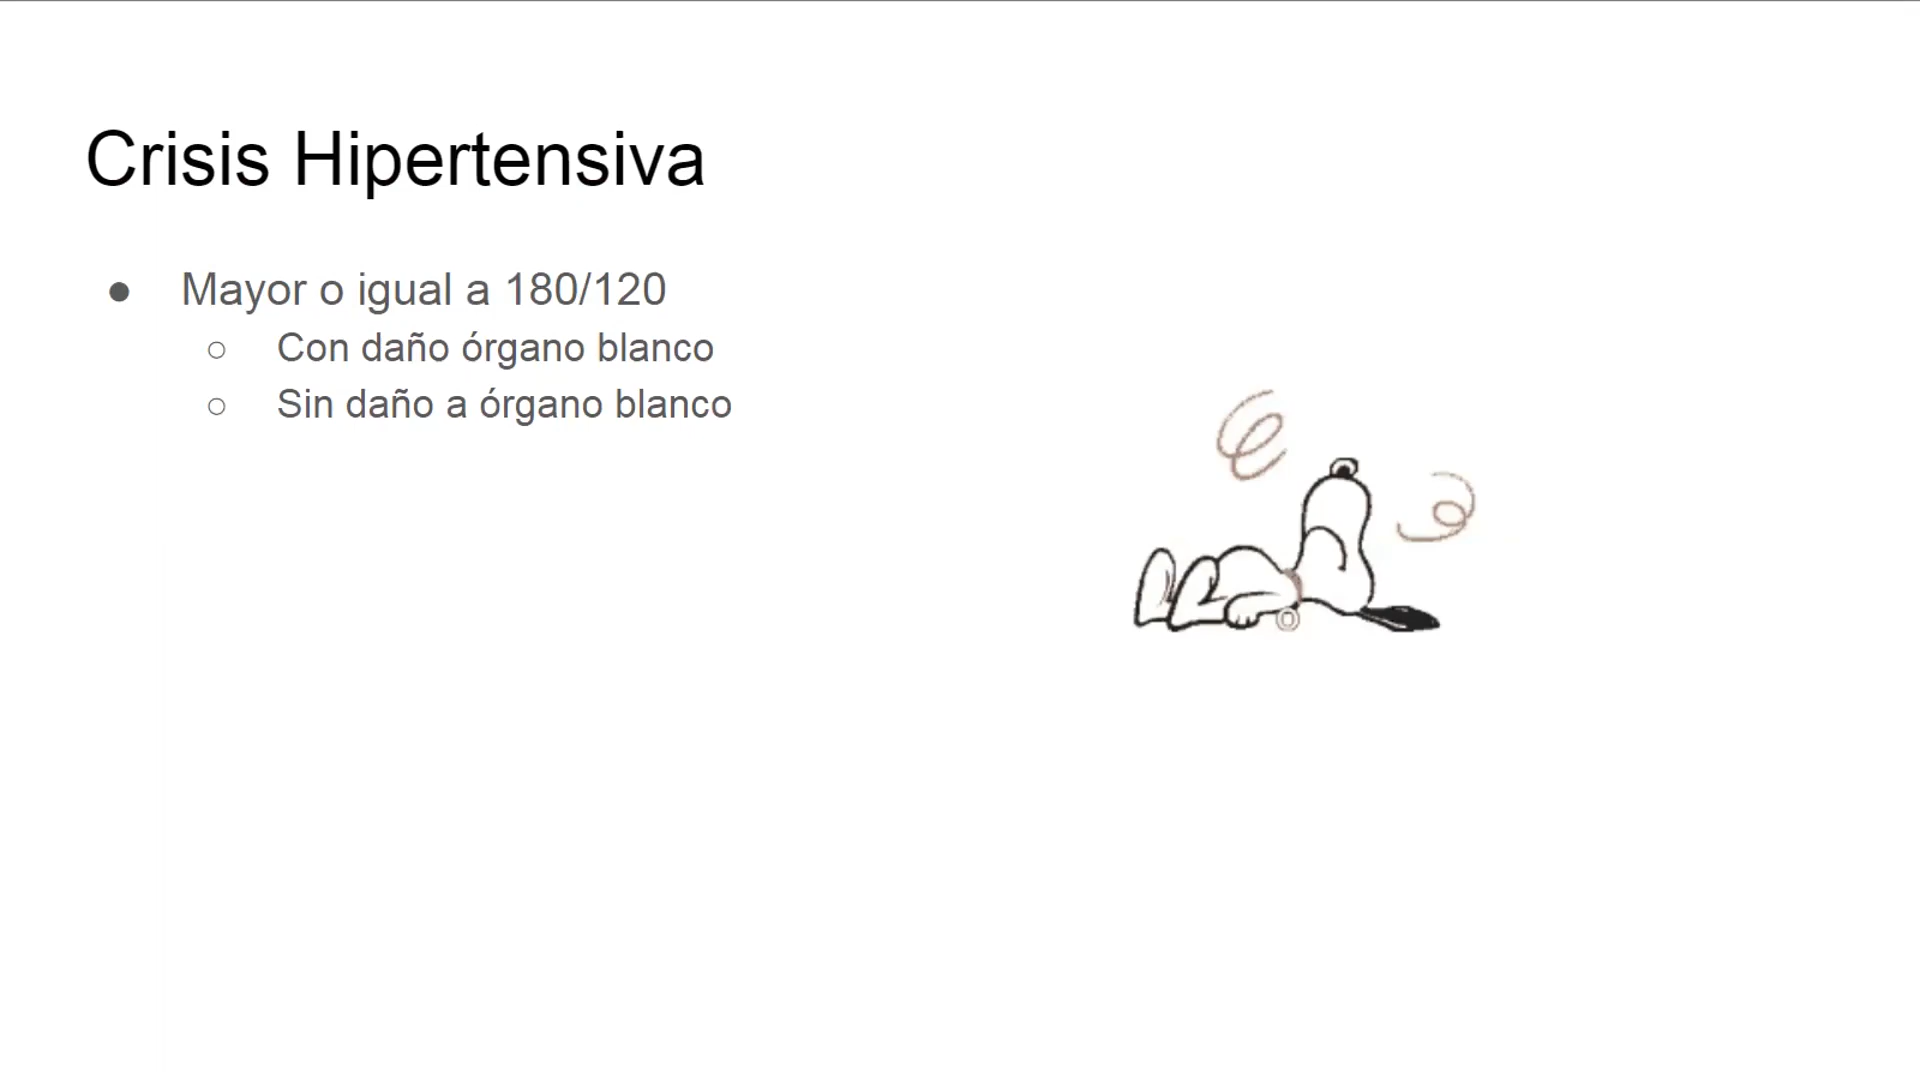 Crisis Hipertensiva
● Mayor o igual a 180/120
○ Con daño órgano blanco
○ Sin daño a órgano blanco